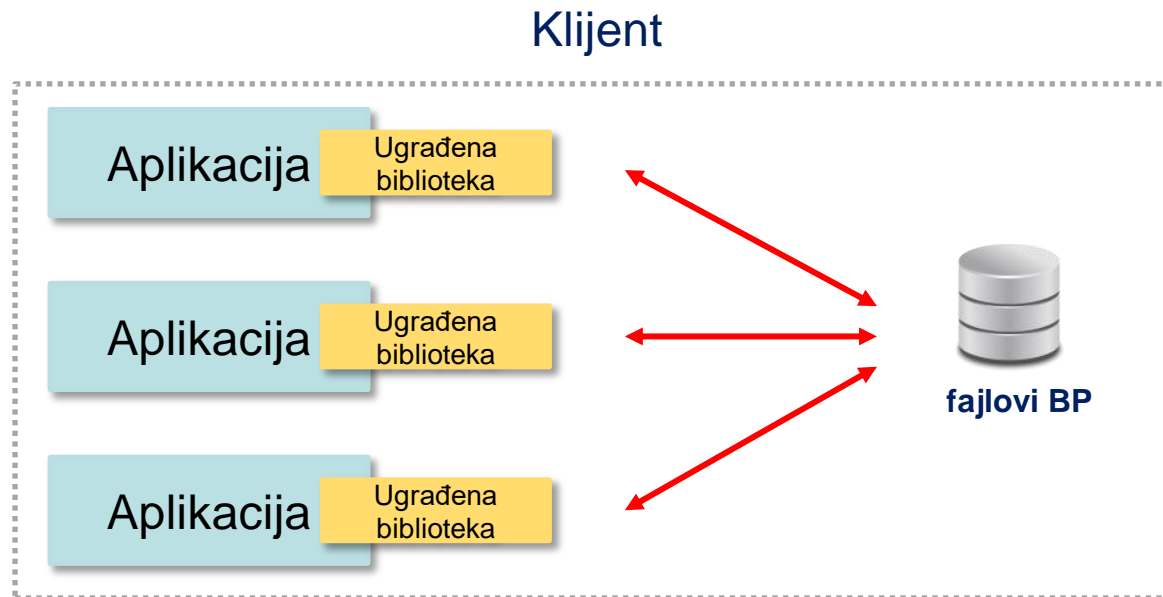 Klijent
Aplikacija
Ugrađena
biblioteka
Aplikacija
Ugrađena
biblioteka
fajlovi BP
Aplikacija
Ugrađena
biblioteka